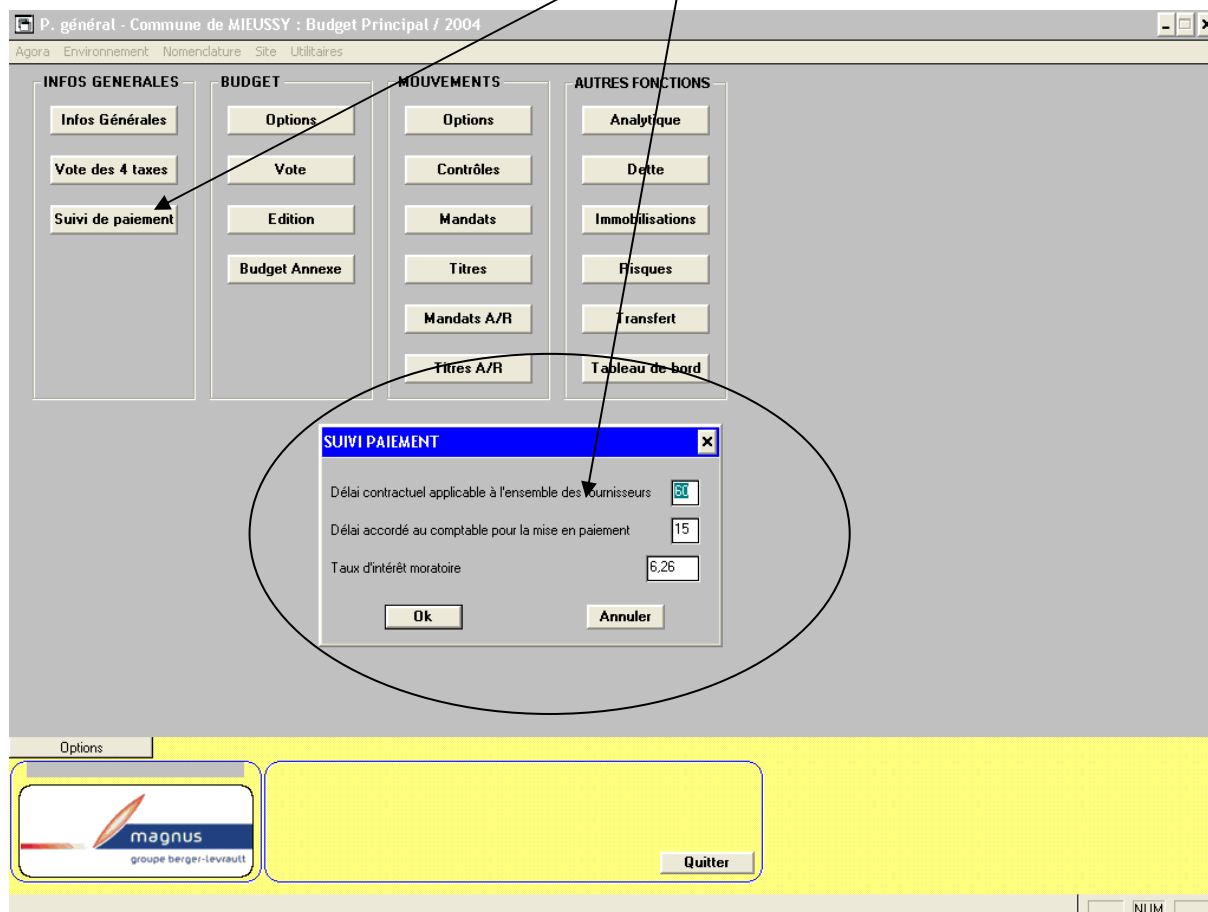 P. général - Commune de MIEUSSY : Budget Principal / 2004
Agora Environnement Nomenclature Site Utilitaires
INFOS GENERALES
Infos Générales
Vote des 4 taxes
Suivi de paiement
BUDGET
Options
Vote
Edition
Budget Annexe
MOUVEMENTS
Options
Contrôles
Mandats
Titres
Mandats A/R
Titres A/R
AUTRES FONCTIONS
Analytique
Dette
Immobilisations
Risques
Transfert
Tableau de bord
SUIVI PAIEMENT
Délai contractuel applicable à l'ensemble des fournisseurs 60
Délai accordé au comptable pour la mise en paiement 15
Taux d'intérêt moratoire 6,26
Ok Annuler
Options
magnus
groupe berger-levrault
Quitter
NUM